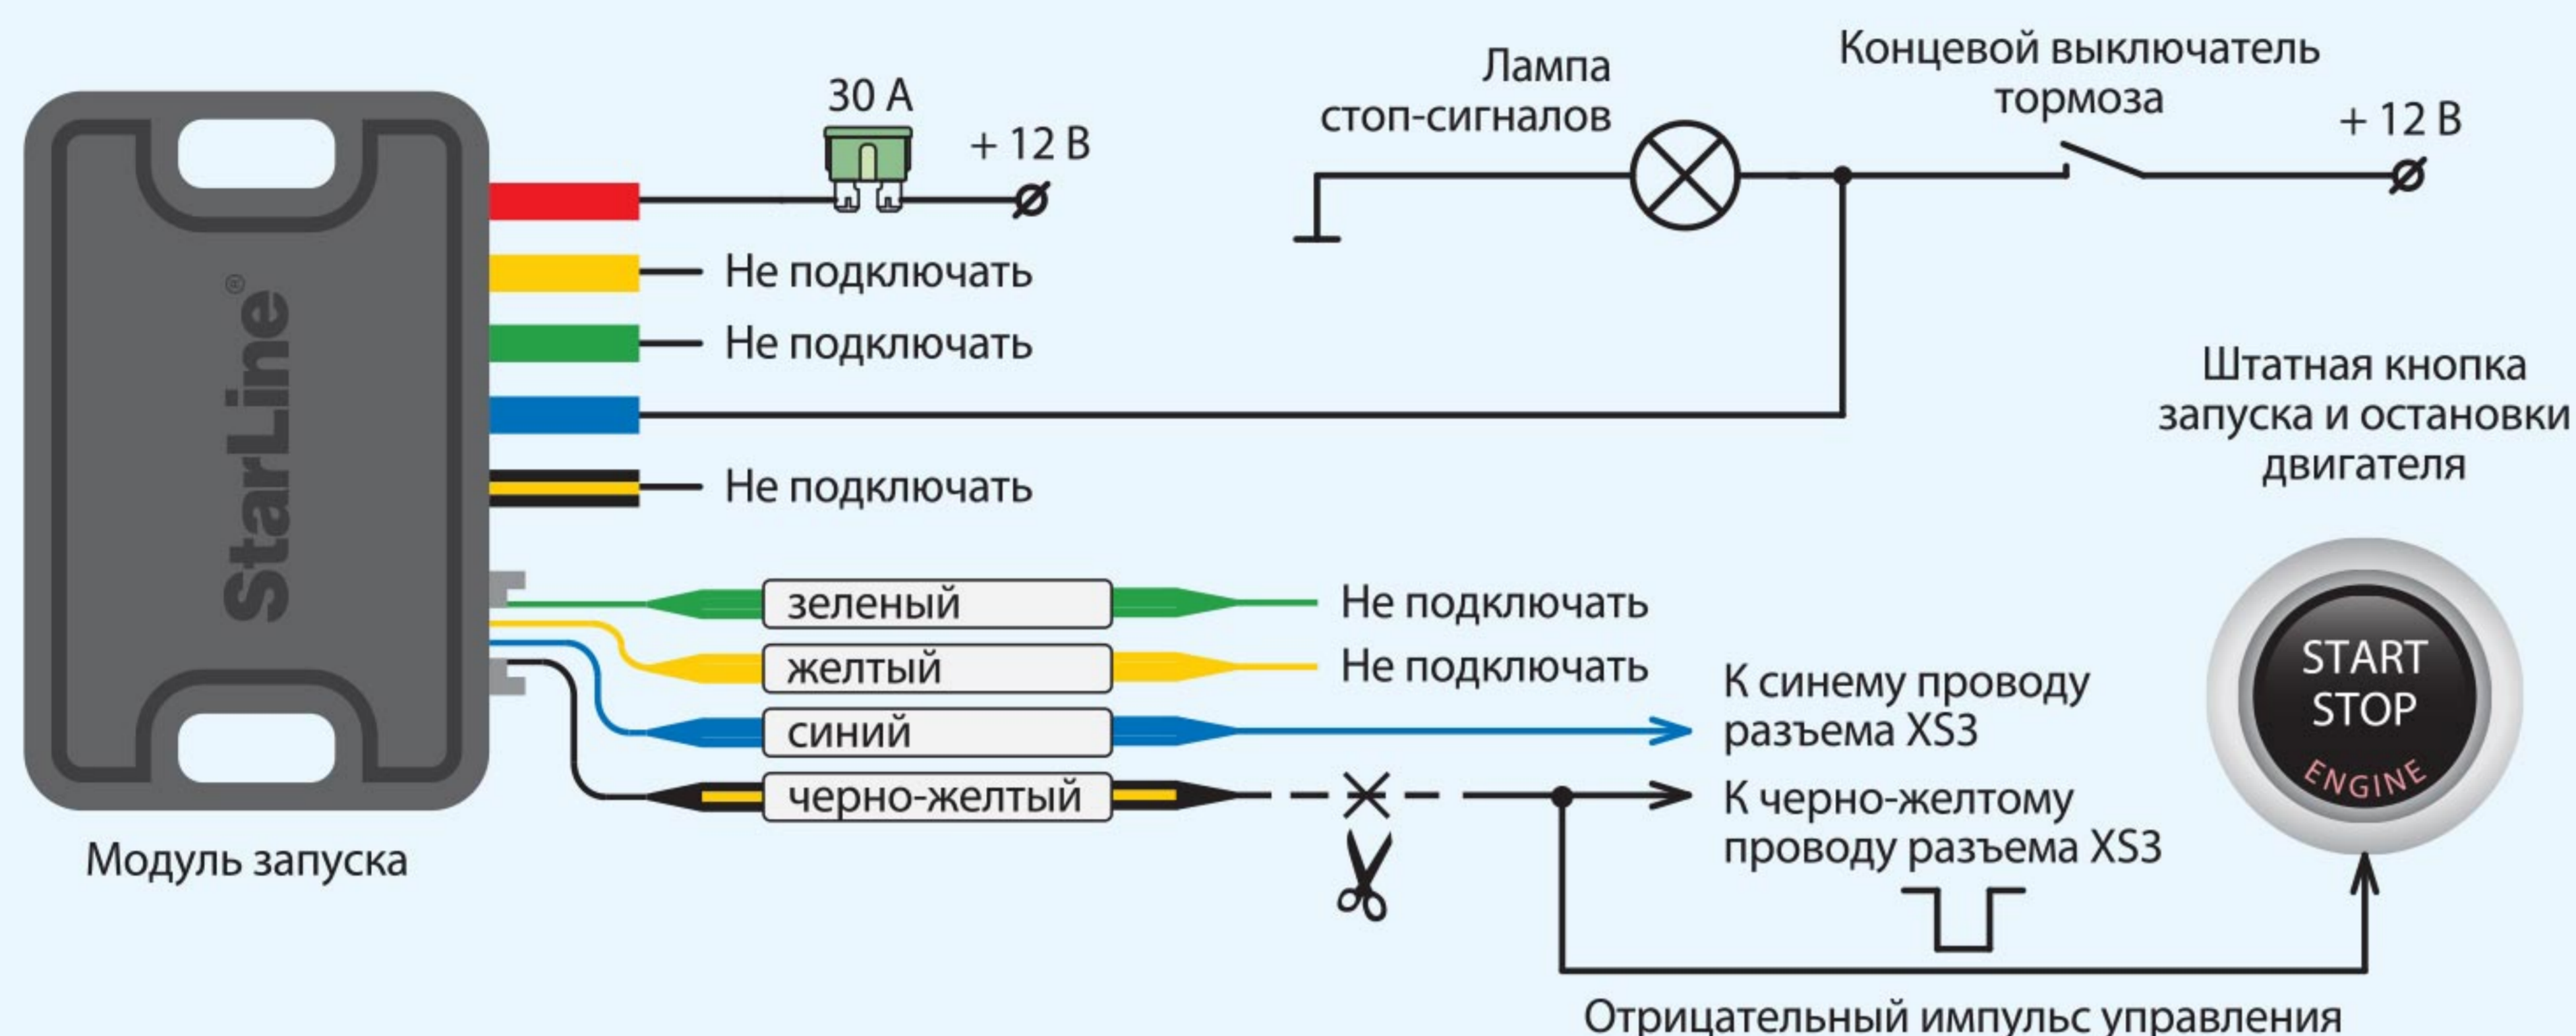 30 А
+ 12 В
Не подключать
Не подключать
Не подключать
Лампа
стоп-сигналов
Концевой выключатель
тормоза
+ 12 В
StarLine®
Модуль запуска
зеленый
Не подключать
желтый
Не подключать
синий
К синему проводу
разъема XS3
черно-желтый
К черно-желтому
проводу разъема XS3
Штатная кнопка
запуска и остановки
двигателя
START
STOP
ENGINE
Отрицательный импульс управления